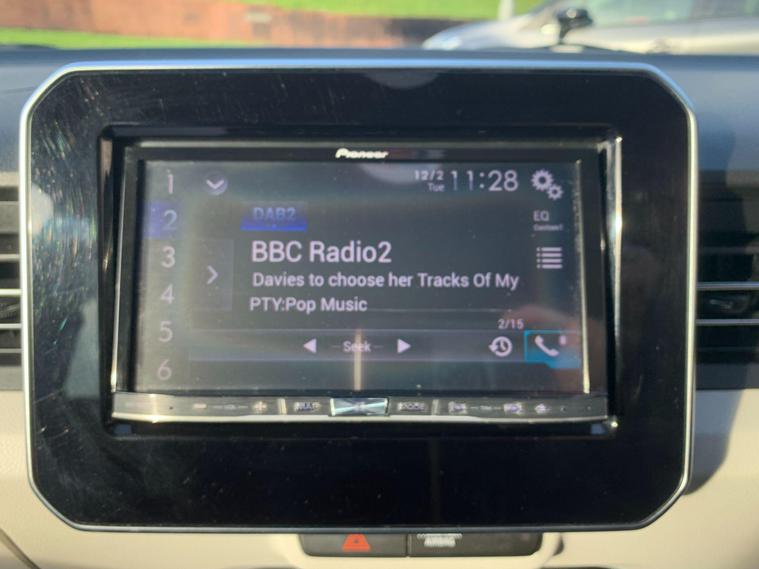 Pioneer
1
2
3
4
5
6
12/2
Tue
11:28
DAB2
EQ
BBC Radio2
Davies to choose her Tracks Of My
PTY:Pop Music
2/15
Seek